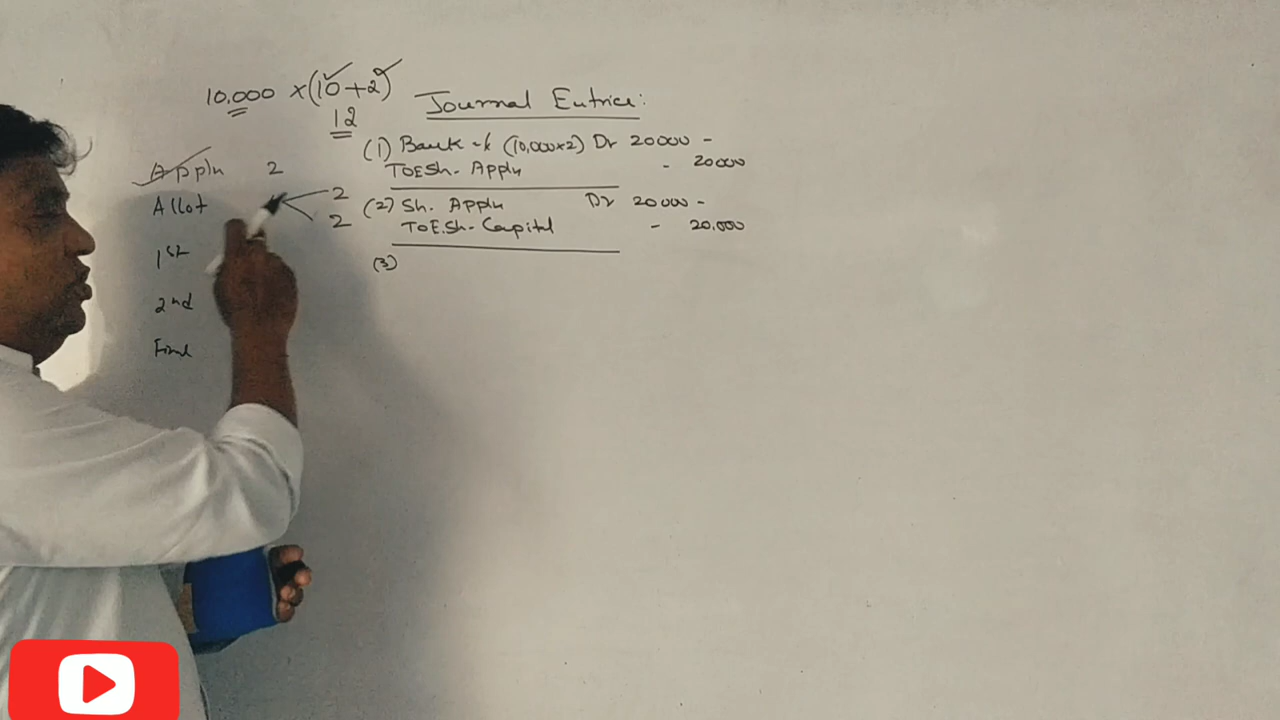 10,000 x (10+2)
12
Appln 2
Allot 2
2
1st
2nd
Final
Journal Entries:
(1) Bank A/c (10,000x2) Dr 20000 -
To E Sh. Appln - 20000
(2) Sh. Appln Dr 20000 -
To E. Sh. Capital - 20,000
(3)